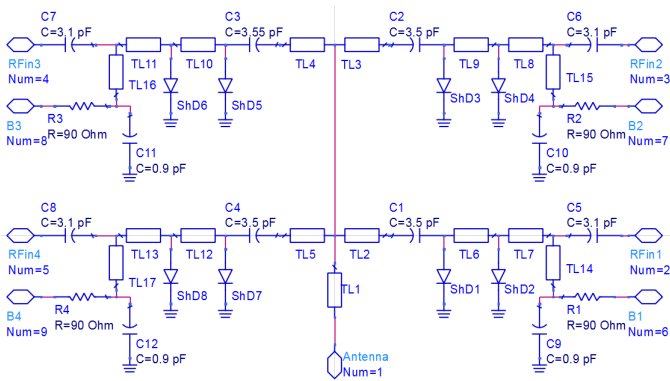 C7
C=3.1 pF
C3
C=3.55 pF
C2
C=3.5 pF
C6
C=3.1 pF
RFin3
Num=4
TL11
TL10
TL4
TL3
TL9
TL8
RFin2
Num=3
TL16
ShD6
ShD5
ShD3
ShD4
TL15
B3
Num=8
R3
R=90 Ohm
C11
C=0.9 pF
R2
R=90 Ohm
B2
Num=7
C10
C=0.9 pF
C8
C=3.1 pF
C4
C=3.5 pF
C1
C=3.5 pF
C5
C=3.1 pF
RFin4
Num=5
TL13
TL12
TL5
TL2
TL6
TL7
RFin1
Num=2
TL17
ShD8
ShD7
TL1
ShD1
ShD2
TL14
B4
Num=9
R4
R=90 Ohm
C12
C=0.9 pF
R1
R=90 Ohm
B1
Num=6
C9
C=0.9 pF
Antenna
Num=1